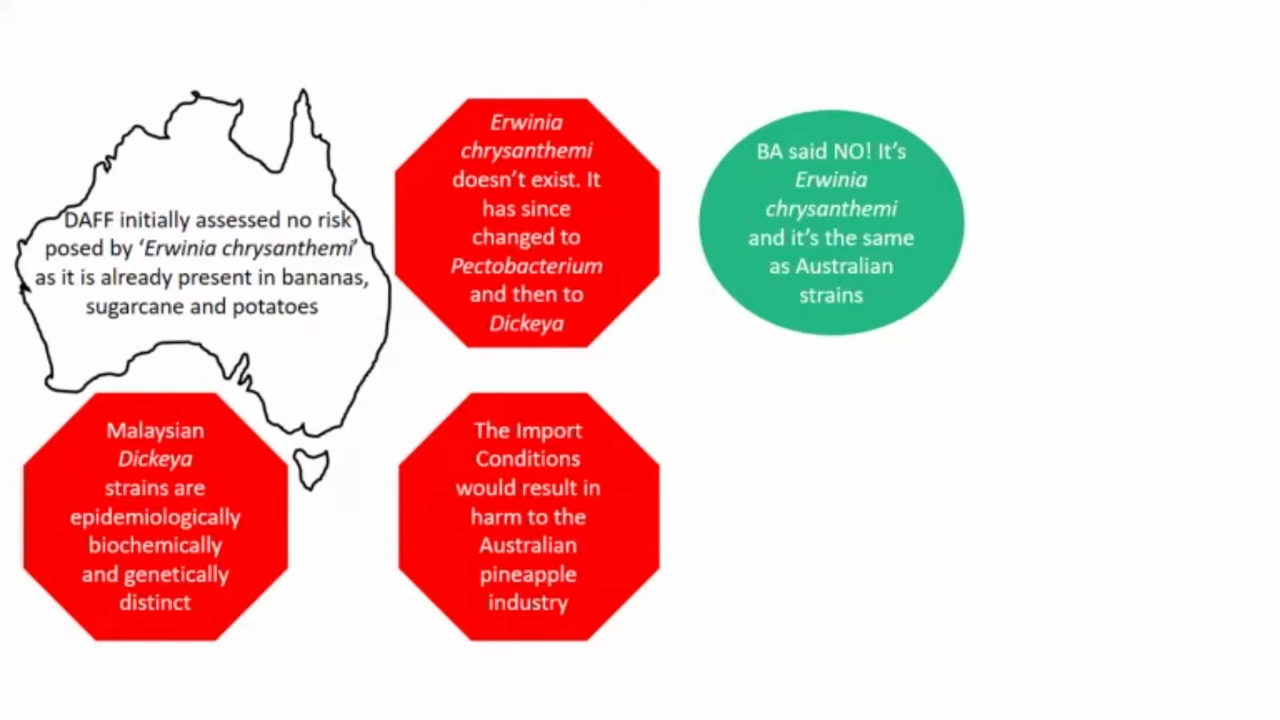 DAFF initially assessed no risk
posed by ‘Erwinia chrysanthemi’
as it is already present in bananas,
sugarcane and potatoes
Erwinia
chrysanthemi
doesn’t exist. It
has since
changed to
Pectobacterium
and then to
Dickeya
BA said NO! It’s
Erwinia
chrysanthemi
and it’s the same
as Australian
strains
Malaysian
Dickeya
strains are
epidemiologically
biochemically
and genetically
distinct
The Import
Conditions
would result in
harm to the
Australian
pineapple
industry